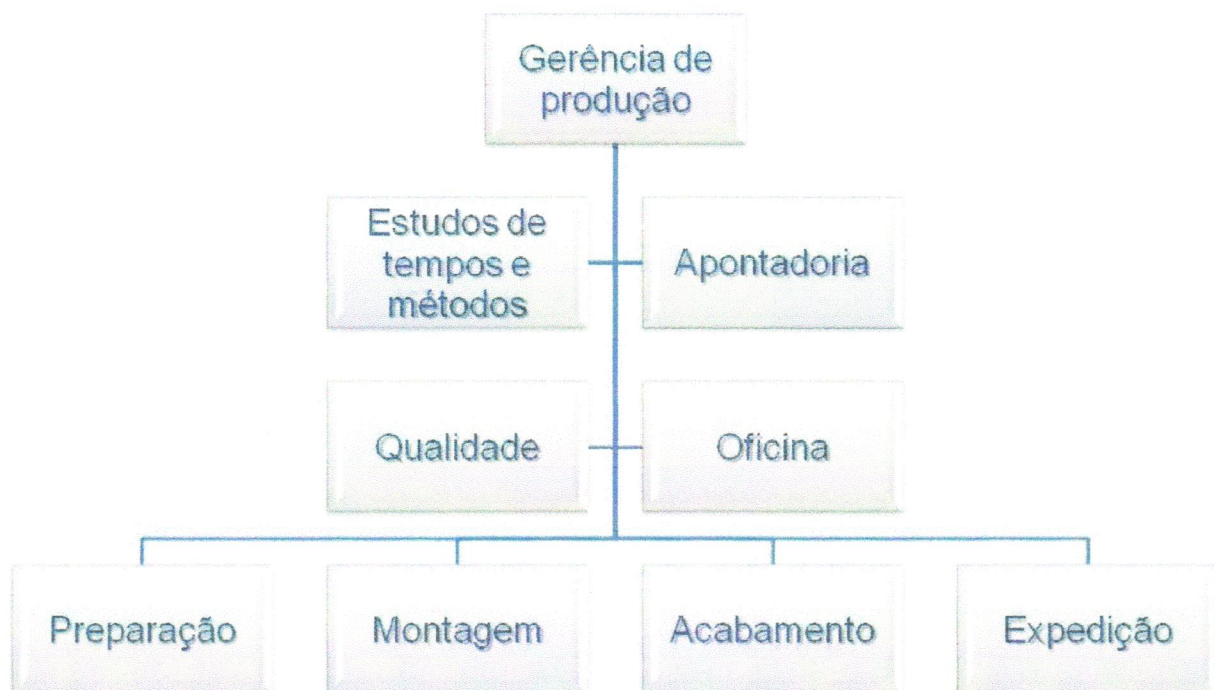 Gerência de
produção
Estudos de
tempos e
métodos
Apontadoria
Qualidade
Oficina
Preparação
Montagem
Acabamento
Expedição